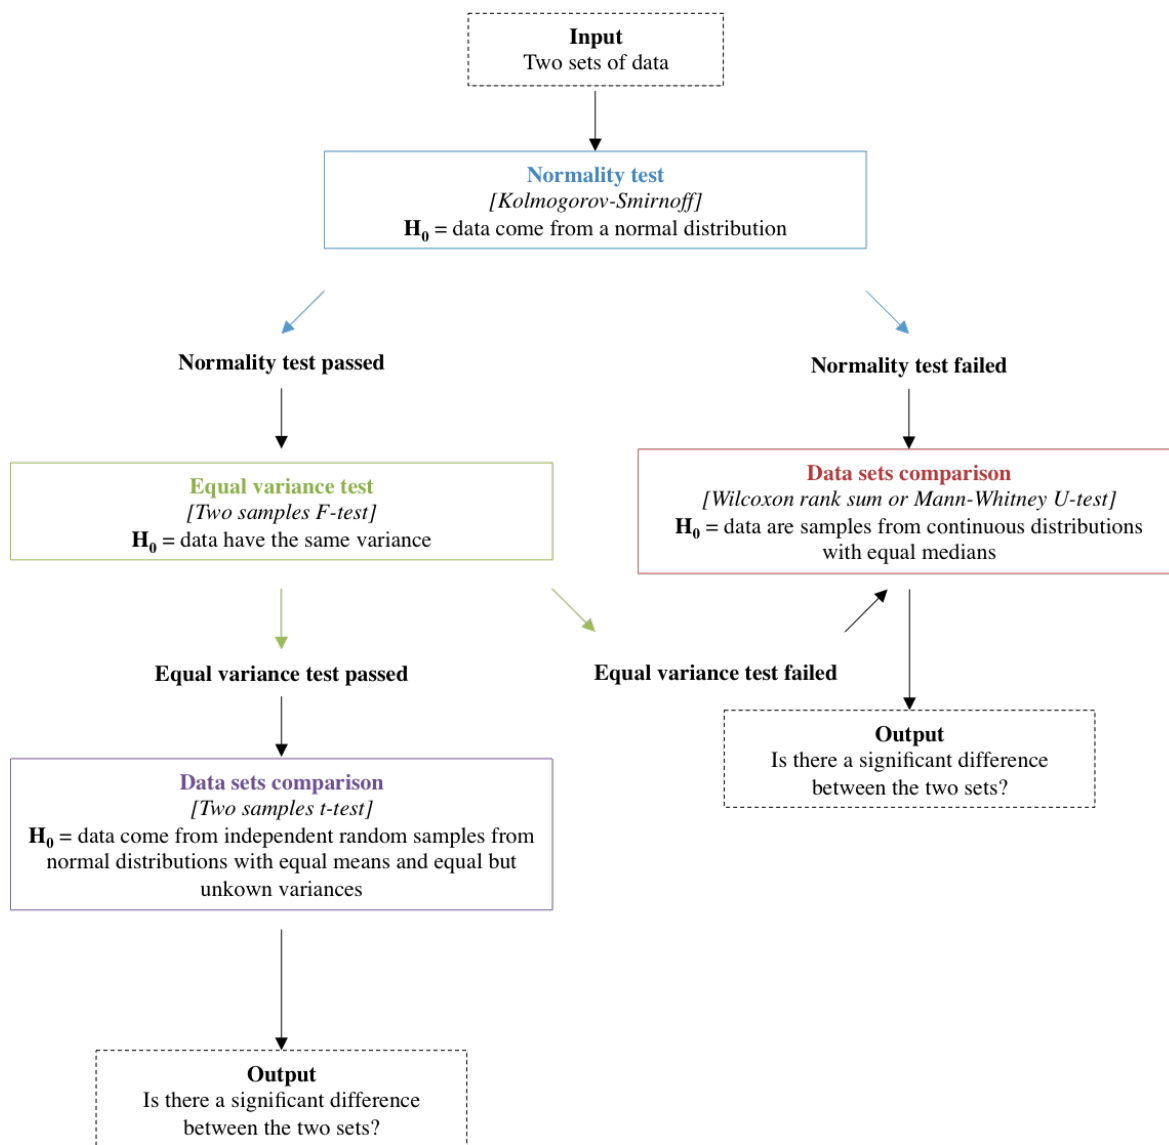 Input
Two sets of data
Normality test
[Kolmogorov-Smirnoff]
H₀ = data come from a normal distribution
Normality test passed
Normality test failed
Equal variance test
[Two samples F-test]
H₀ = data have the same variance
Data sets comparison
[Wilcoxon rank sum or Mann-Whitney U-test]
H₀ = data are samples from continuous distributions
with equal medians
Equal variance test passed
Equal variance test failed
Data sets comparison
[Two samples t-test]
H₀ = data come from independent random samples from
normal distributions with equal means and equal but
unkown variances
Output
Is there a significant difference
between the two sets?
Output
Is there a significant difference
between the two sets?